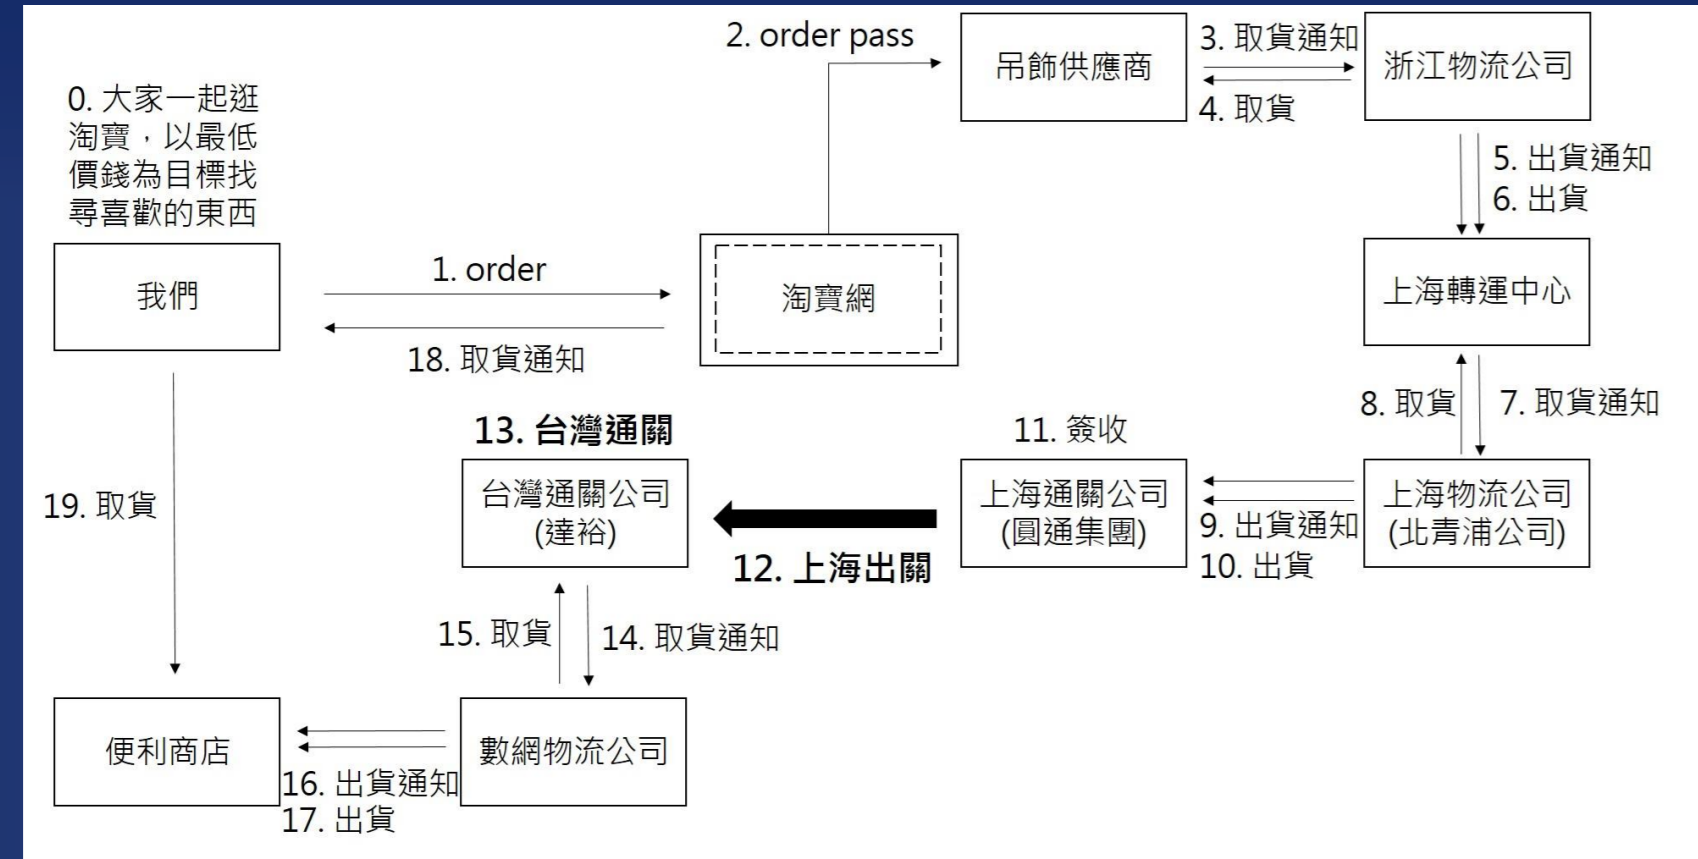 2. order pass
吊飾供應商
3. 取貨通知
4. 取貨
浙江物流公司
0. 大家一起逛
淘寶，以最低
價錢為目標找
尋喜歡的東西
5. 出貨通知
6. 出貨
我們
1. order
18. 取貨通知
淘寶網
上海轉運中心
8. 取貨
7. 取貨通知
13. 台灣通關
11. 簽收
19. 取貨
台灣通關公司
(達裕)
12. 上海出關
上海通關公司
(圓通集團)
9. 出貨通知
10. 出貨
上海物流公司
(北青浦公司)
15. 取貨
14. 取貨通知
便利商店
16. 出貨通知
17. 出貨
數網物流公司